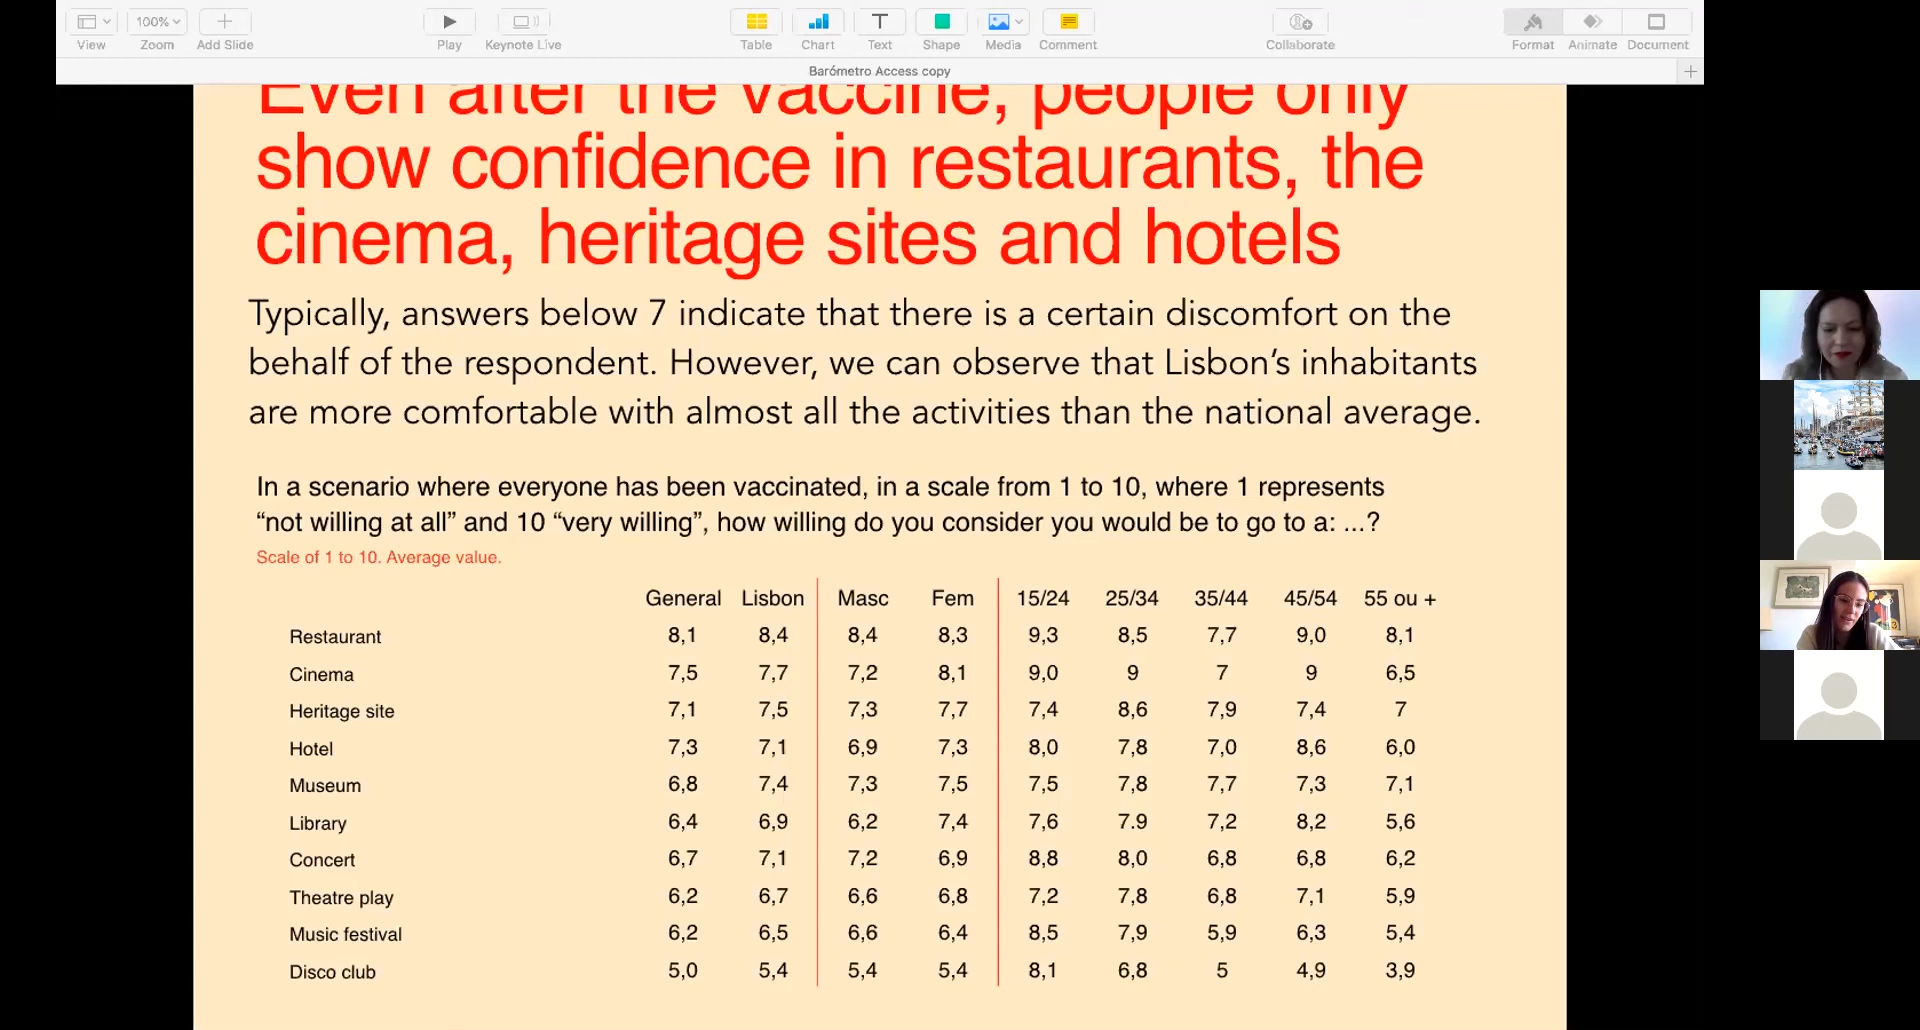 View
100%
Zoom
Add Slide
Play
Keynote Live
Table
Chart
Text
Shape
Media
Comment
Collaborate
Format
Animate
Document
Barómetro Access copy
Even after the vaccine, people only
show confidence in restaurants, the
cinema, heritage sites and hotels
Typically, answers below 7 indicate that there is a certain discomfort on the
behalf of the respondent. However, we can observe that Lisbon’s inhabitants
are more comfortable with almost all the activities than the national average.
In a scenario where everyone has been vaccinated, in a scale from 1 to 10, where 1 represents
“not willing at all” and 10 “very willing”, how willing do you consider you would be to go to a: ...?
Scale of 1 to 10. Average value.
General Lisbon Masc Fem 15/24 25/34 35/44 45/54 55 ou +
Restaurant 8,1 8,4 8,4 8,3 9,3 8,5 7,7 9,0 8,1
Cinema 7,5 7,7 7,2 8,1 9,0 9 7 9 6,5
Heritage site 7,1 7,5 7,3 7,7 7,4 8,6 7,9 7,4 7
Hotel 7,3 7,1 6,9 7,3 8,0 7,8 7,0 8,6 6,0
Museum 6,8 7,4 7,3 7,5 7,5 7,8 7,7 7,3 7,1
Library 6,4 6,9 6,2 7,4 7,6 7.9 7,2 8,2 5,6
Concert 6,7 7,1 7,2 6,9 8,8 8,0 6,8 6,8 6,2
Theatre play 6,2 6,7 6,6 6,8 7,2 7,8 6,8 7,1 5,9
Music festival 6,2 6,5 6,6 6,4 8,5 7,9 5,9 6,3 5,4
Disco club 5,0 5,4 5,4 5,4 8,1 6,8 5 4,9 3,9